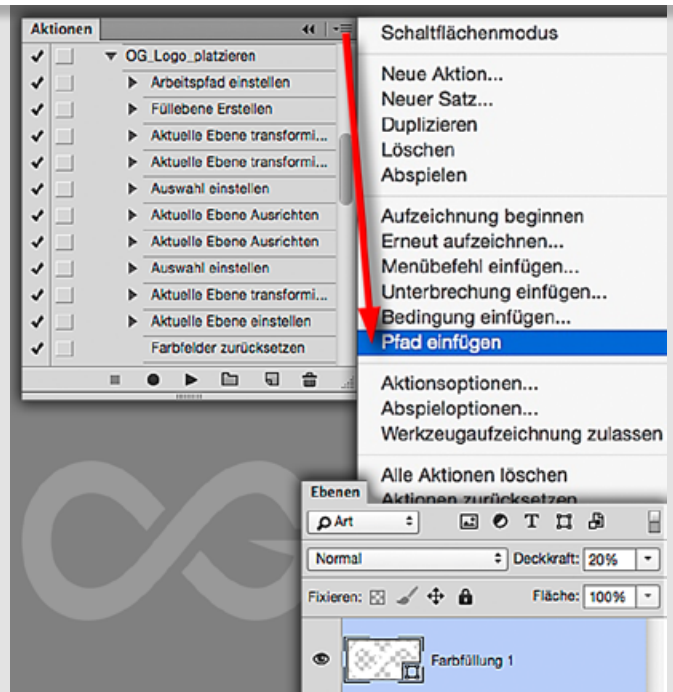 Aktionen
OG_Logo_platzieren
Arbeitspfad einstellen
Füllebene Erstellen
Aktuelle Ebene transformi...
Aktuelle Ebene transformi...
Auswahl einstellen
Aktuelle Ebene Ausrichten
Aktuelle Ebene Ausrichten
Auswahl einstellen
Aktuelle Ebene transformi...
Aktuelle Ebene einstellen
Farbfelder zurücksetzen
Schaltflächenmodus
Neue Aktion...
Neuer Satz...
Duplizieren
Löschen
Abspielen
Aufzeichnung beginnen
Erneut aufzeichnen...
Menübefehl einfügen...
Unterbrechung einfügen...
Bedingung einfügen...
Pfad einfügen
Aktionsoptionen...
Abspieloptionen...
Werkzeugaufzeichnung zulassen
Alle Aktionen löschen
Aktionen zurücksetzen
Ebenen
Art
Normal Deckkraft: 20%
Fixieren: Fläche: 100%
Farbfüllung 1